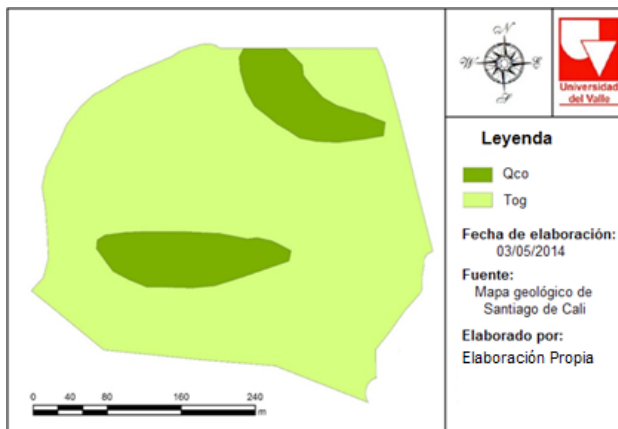 N
W
E
S
Universidad
del Valle
Leyenda
Qco
Tog
Fecha de elaboración:
03/05/2014
Fuente:
Mapa geológico de
Santiago de Cali
Elaborado por:
Elaboración Propia
0 40 80 160 240
m